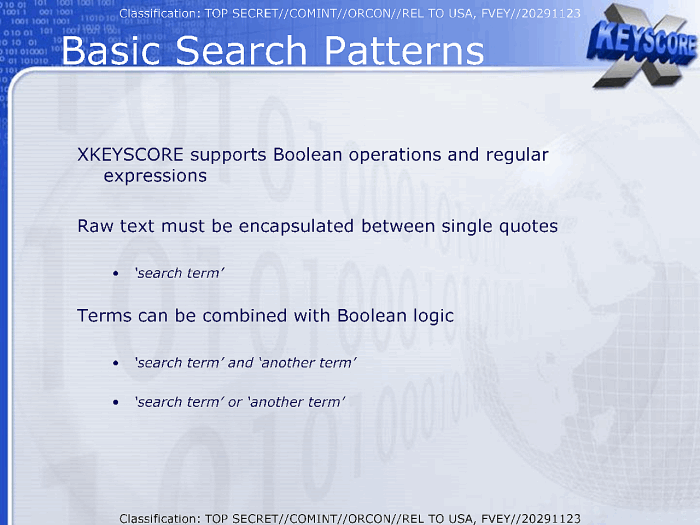 Classification: TOP SECRET//COMINT//ORCON//REL TO USA, FVEY//20291123
Basic Search Patterns
XKEYSCORE
XKEYSCORE supports Boolean operations and regular
expressions
Raw text must be encapsulated between single quotes
• ‘search term’
Terms can be combined with Boolean logic
• ‘search term’ and ‘another term’
• ‘search term’ or ‘another term’
Classification: TOP SECRET//COMINT//ORCON//REL TO USA, FVEY//20291123